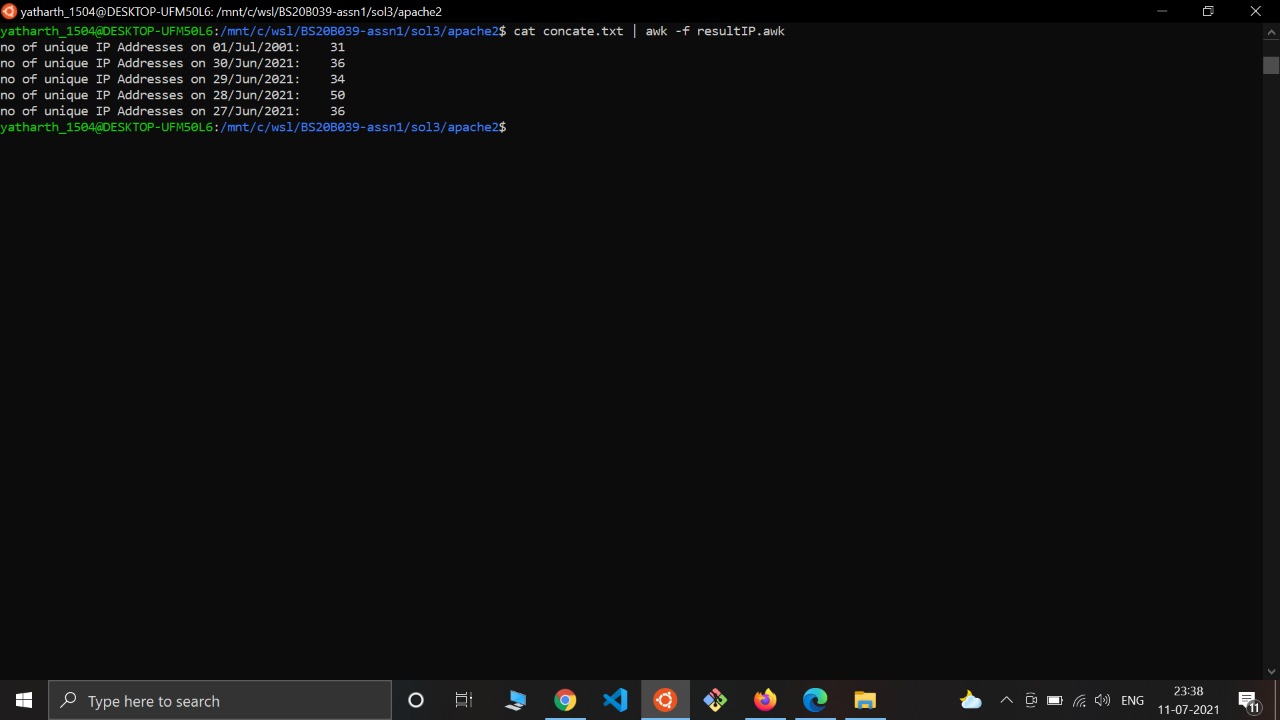 yatharth_1504@DESKTOP-UFM50L6: /mnt/c/wsl/BS20B039-assn1/sol3/apache2
yatharth_1504@DESKTOP-UFM50L6:/mnt/c/wsl/BS20B039-assn1/sol3/apache2$ cat concate.txt | awk -f resultIP.awk
no of unique IP Addresses on 01/Jul/2001:    31
no of unique IP Addresses on 30/Jun/2021:    36
no of unique IP Addresses on 29/Jun/2021:    34
no of unique IP Addresses on 28/Jun/2021:    50
no of unique IP Addresses on 27/Jun/2021:    36
yatharth_1504@DESKTOP-UFM50L6:/mnt/c/wsl/BS20B039-assn1/sol3/apache2$
Type here to search
ENG
23:38
11-07-2021
11